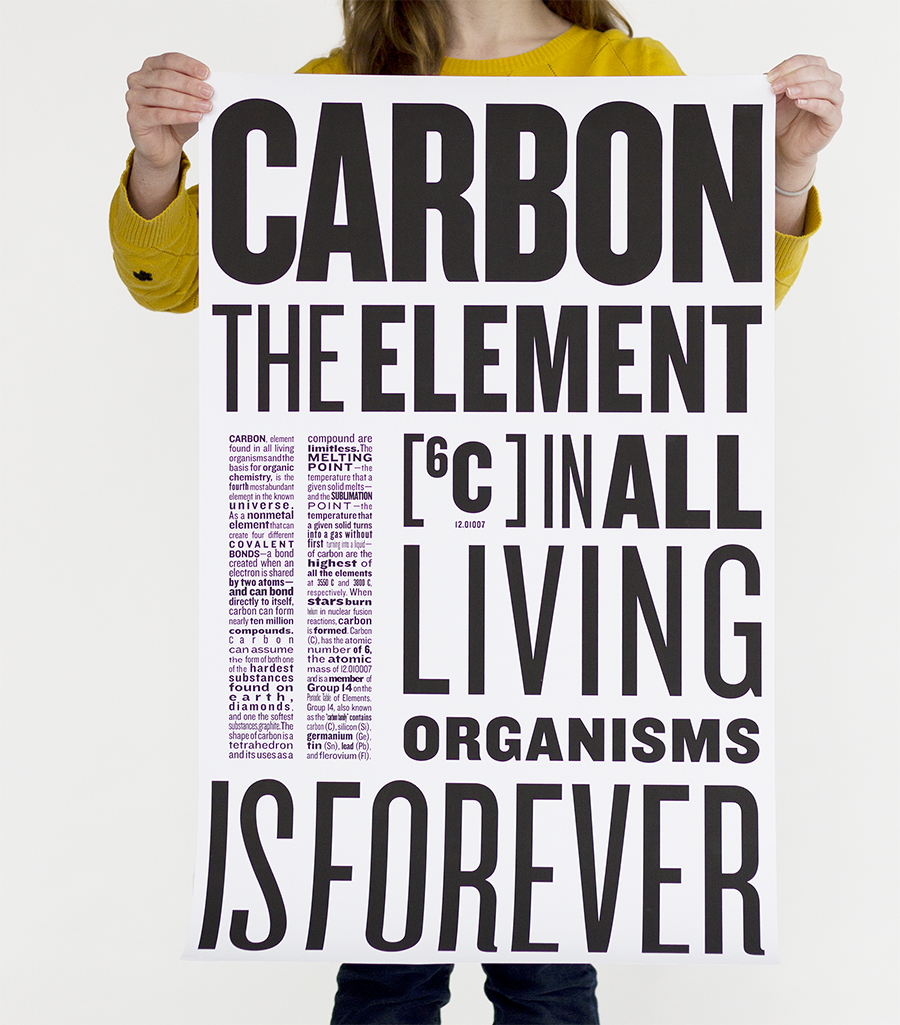 CARBON
THE ELEMENT
CARBON, element
found in all living
organisms and the
basis for organic
chemistry, is the
fourth most abundant
element in the known
universe.
As a nonmetal
element that can
create four different
COVALENT
BONDS—a bond
created when an
electron is shared
by two atoms—
and can bond
directly to itself,
carbon can form
nearly ten million
compounds.
Carbon
can assume
the form of both one
of the hardest
substances
found on
earth,
diamonds,
and one the softest
substances, graphite. The
shape of carbon is a
tetrahedron
and its uses as a
compound are
limitless. The
MELTING
POINT—the
temperature that a
given solid melts—
and the SUBLIMATION
POINT—the
temperature that
a given solid turns
into a gas without
first turning into a liquid—
of carbon are the
highest of
all the elements
at 3550 C and 3800 C,
respectively. When
stars burn
helium in nuclear fusion
reactions, carbon
is formed. Carbon
(C), has the atomic
number of 6,
the atomic
mass of 12.010007
and is a member of
Group 14 on the
Periodic Table of Elements.
Group 14, also known
as the "carbon family" contains
carbon (C), silicon (Si),
germanium (Ge),
tin (Sn), lead (Pb),
and flerovium (Fl).
[6C] IN ALL
12.01007
LIVING
ORGANISMS
IS FOREVER